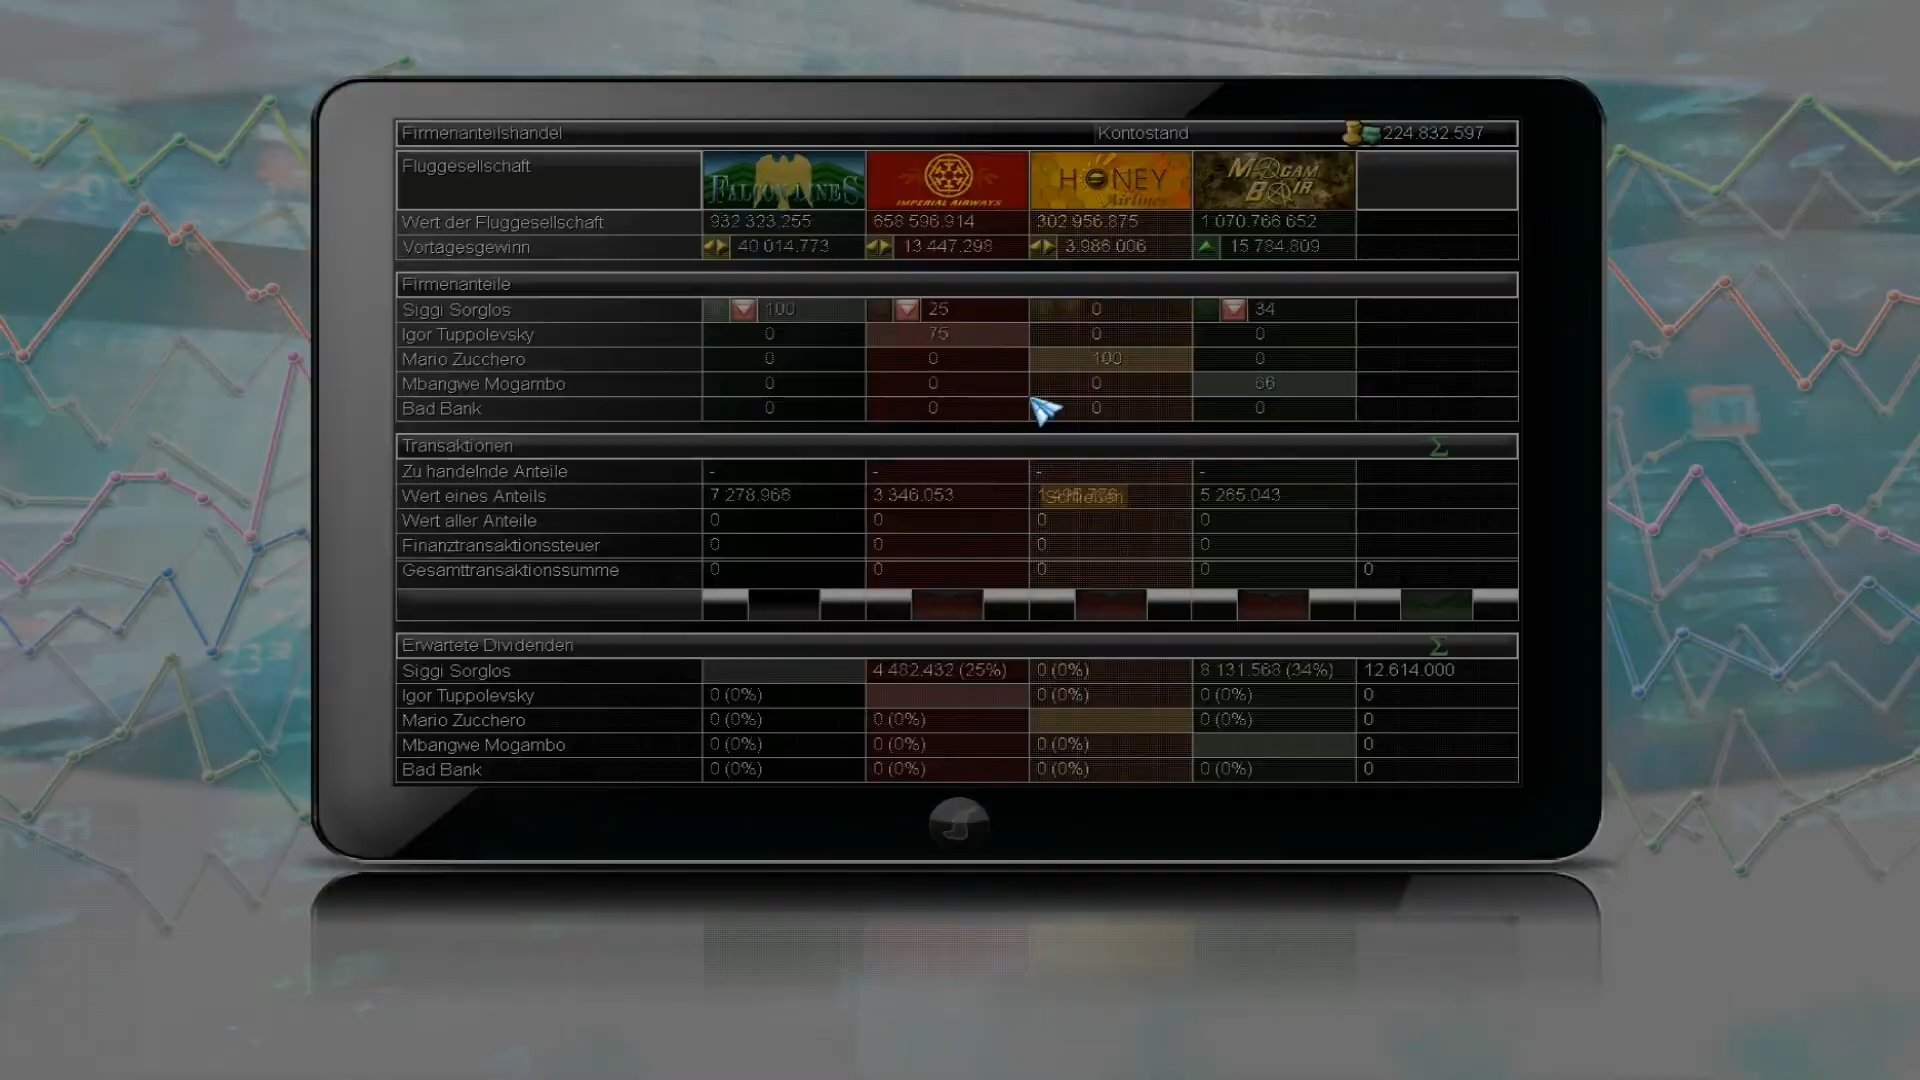 Firmenanteilshandel Kontostand 224.832.597
Fluggesellschaft FALCON LINES IMPERIAL AIRWAYS HONEY Airlines MOGAMBO AIR
Wert der Fluggesellschaft 932 323.255 658 596.914 302 956.875 1 070.766 652
Vortagesgewinn 40 014.773 13 447.298 3.986 006 15 784.809
Firmenanteile
Siggi Sorglos 100 25 0 34
Igor Tuppolevsky 0 75 0 0
Mario Zucchero 0 0 100 0
Mbangwe Mogambo 0 0 0 66
Bad Bank 0 0 0 0
Transaktionen Σ
Zu handelnde Anteile - - - -
Wert eines Anteils 7 278.966 3 346.053 Schließen 5 265.043
Wert aller Anteile 0 0 0 0
Finanztransaktionssteuer 0 0 0 0
Gesamttransaktionssumme 0 0 0 0 0
Erwartete Dividenden Σ
Siggi Sorglos 4 482.432 (25%) 0 (0%) 8 131.568 (34%) 12.614.000
Igor Tuppolevsky 0 (0%) 0 (0%) 0 (0%) 0
Mario Zucchero 0 (0%) 0 (0%) 0 (0%) 0
Mbangwe Mogambo 0 (0%) 0 (0%) 0 (0%) 0
Bad Bank 0 (0%) 0 (0%) 0 (0%) 0 (0%) 0